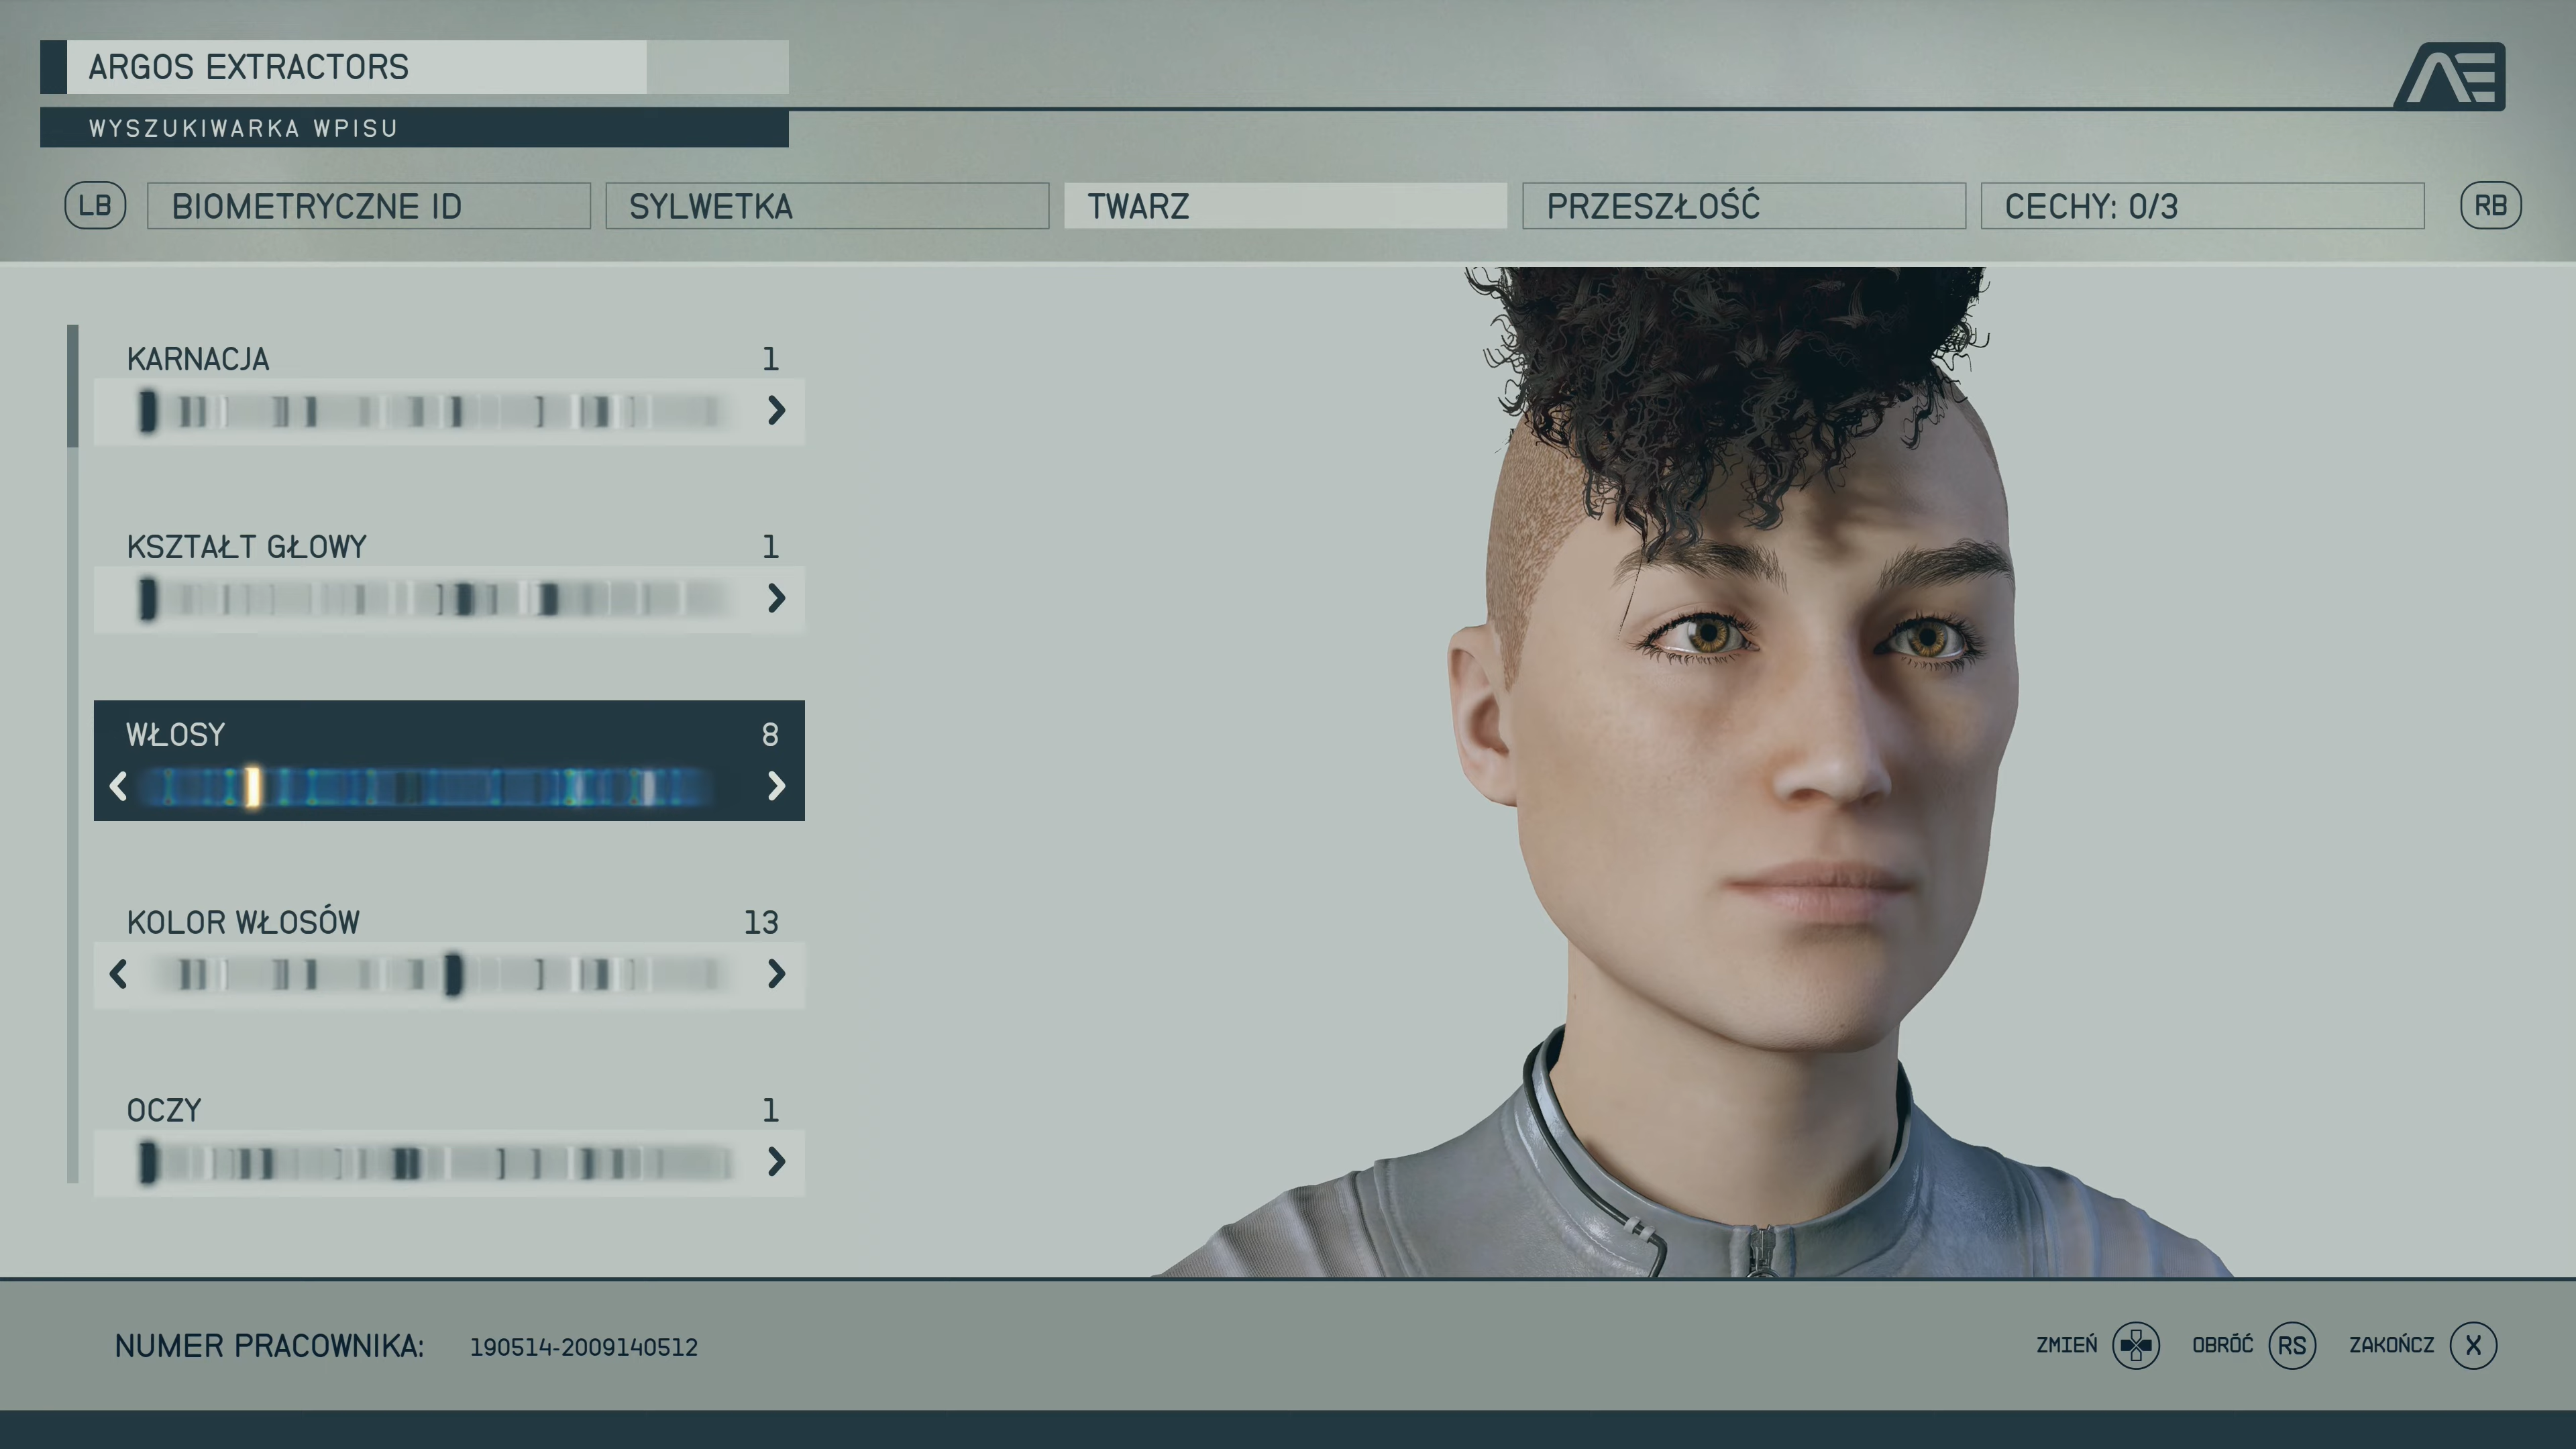 ARGOS EXTRACTORS
AE
WYSZUKIWARKA WPISU
LB BIOMETRYCZNE ID SYLWETKA TWARZ PRZESZŁOŚĆ CECHY: 0/3 RB
KARNACJA 1
KSZTAŁT GŁOWY 1
WŁOSY 8
KOLOR WŁOSÓW 13
OCZY 1
NUMER PRACOWNIKA: 190514-2009140512 ZMIEŃ OBRÓĆ RS ZAKOŃCZ X